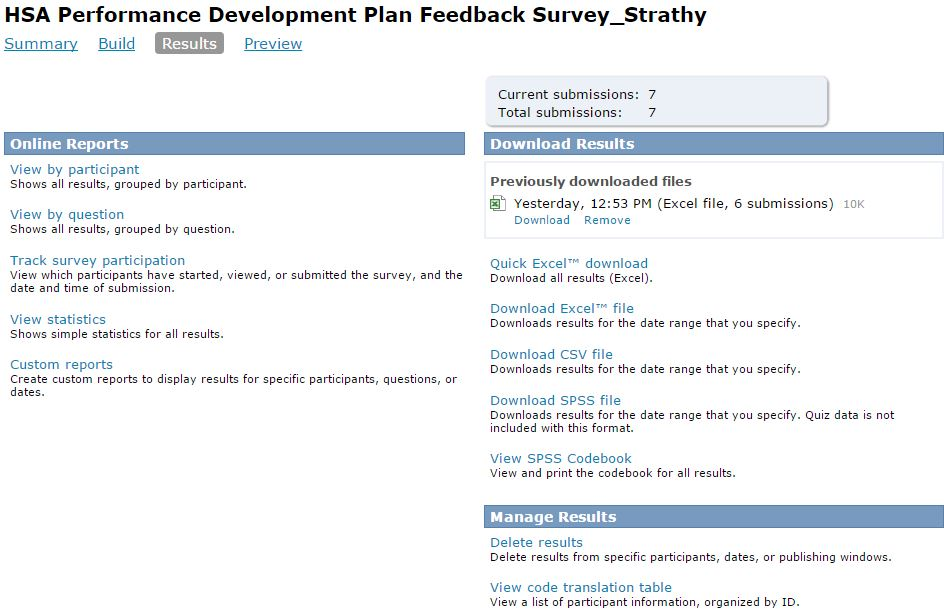 HSA Performance Development Plan Feedback Survey_Strathy
Summary Build Results Preview
Current submissions: 7
Total submissions: 7
Online Reports
View by participant
Shows all results, grouped by participant.
View by question
Shows all results, grouped by question.
Track survey participation
View which participants have started, viewed, or submitted the survey, and the
date and time of submission.
View statistics
Shows simple statistics for all results.
Custom reports
Create custom reports to display results for specific participants, questions, or
dates.
Download Results
Previously downloaded files
Yesterday, 12:53 PM (Excel file, 6 submissions) 10K
Download Remove
Quick Excel™ download
Download all results (Excel).
Download Excel™ file
Downloads results for the date range that you specify.
Download CSV file
Downloads results for the date range that you specify.
Download SPSS file
Downloads results for the date range that you specify. Quiz data is not
included with this format.
View SPSS Codebook
View and print the codebook for all results.
Manage Results
Delete results
Delete results from specific participants, dates, or publishing windows.
View code translation table
View a list of participant information, organized by ID.